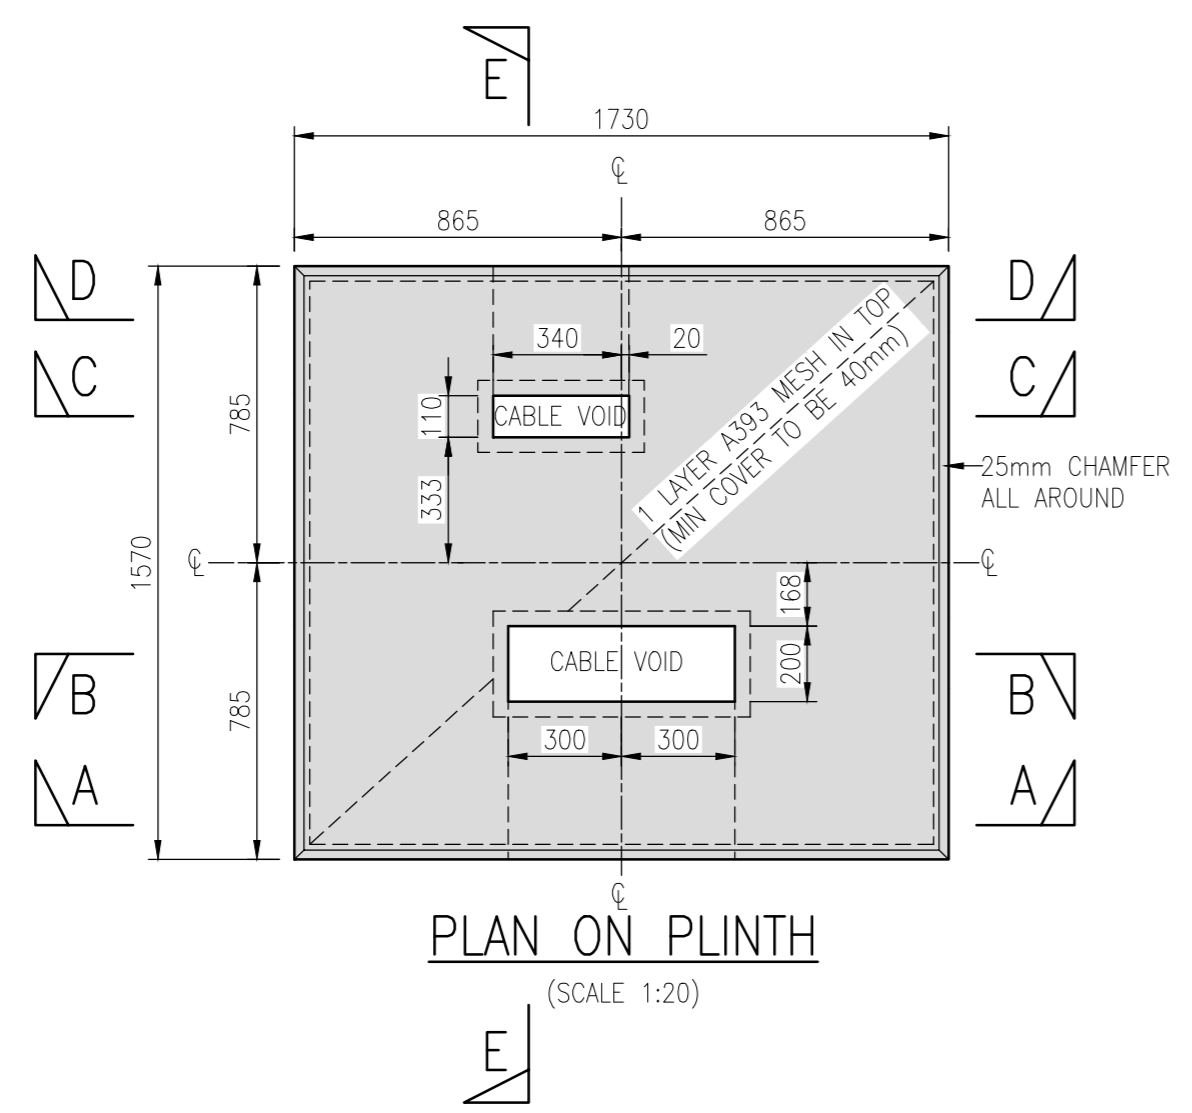 E
1730
℄
865 865
D D
340 20
C C
110
CABLE VOID
1 LAYER A393 MESH IN TOP
(MIN COVER TO BE 40mm)
785
333
25mm CHAMFER
ALL AROUND
1570
℄ ℄
168
CABLE VOID
200
B B
785
300 300
A A
℄
PLAN ON PLINTH
(SCALE 1:20)
E